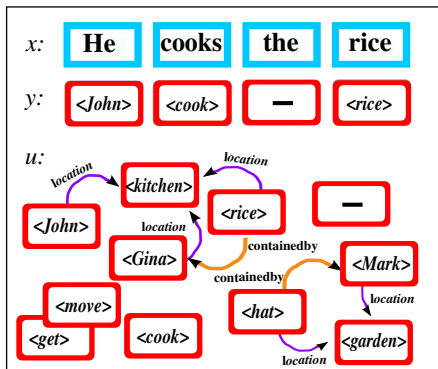 x: He cooks the rice
y: <John> <cook> – <rice>
u:
location
<kitchen>
location
<John>
location
<rice>
–
<Gina>
containedby
containedby
<Mark>
<move>
<get>
<cook>
<hat>
location
location
<garden>